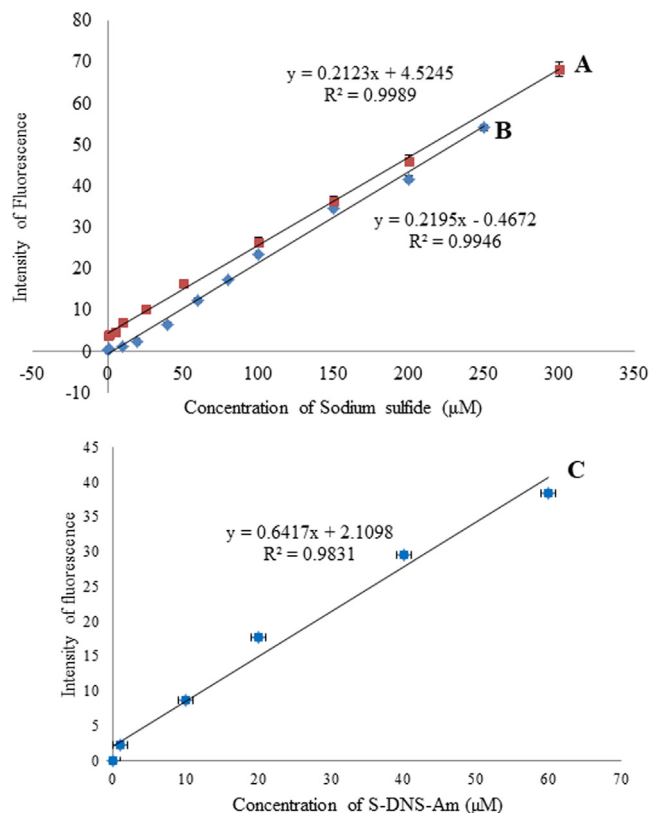 80
70
60
50
40
30
20
10
0
-10
-50
0
50
100
150
200
250
300
350
y = 0.2123x + 4.5245
R² = 0.9989
A
B
y = 0.2195x - 0.4672
R² = 0.9946
Intensity of Fluorescence
Concentration of Sodium sulfide (µM)
45
40
35
30
25
20
15
10
5
0
0
10
20
30
40
50
60
70
C
y = 0.6417x + 2.1098
R² = 0.9831
Intensity of fluorescence
Concentration of S-DNS-Am (µM)